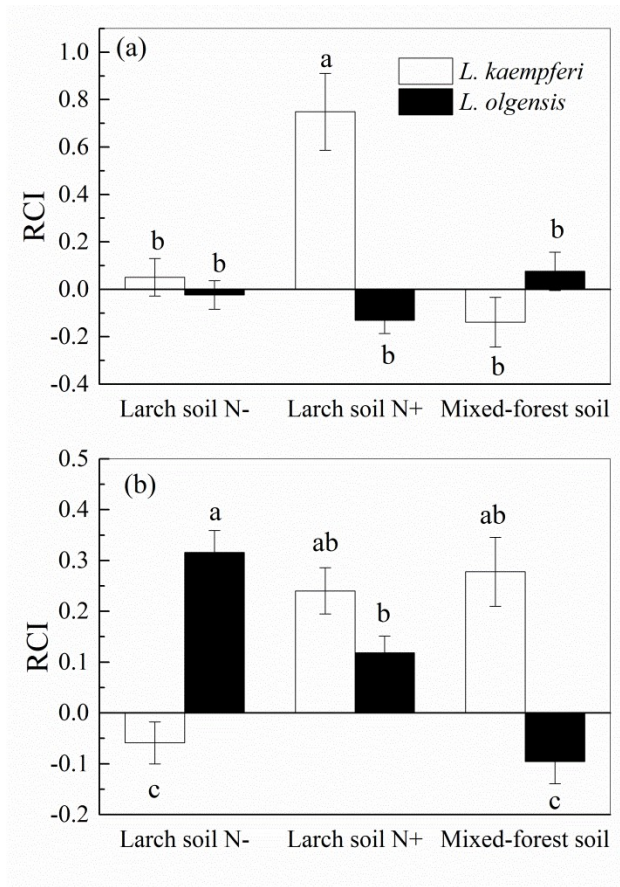 (a)
a
L. kaempferi
L. olgensis
1.0
0.8
0.6
0.4
0.2
0.0
-0.2
-0.4
RCI
b b b
b b
Larch soil N- Larch soil N+ Mixed-forest soil
(b)
0.5
0.4
0.3
0.2
0.1
0.0
-0.1
-0.2
RCI
a ab ab
b
c c
Larch soil N- Larch soil N+ Mixed-forest soil